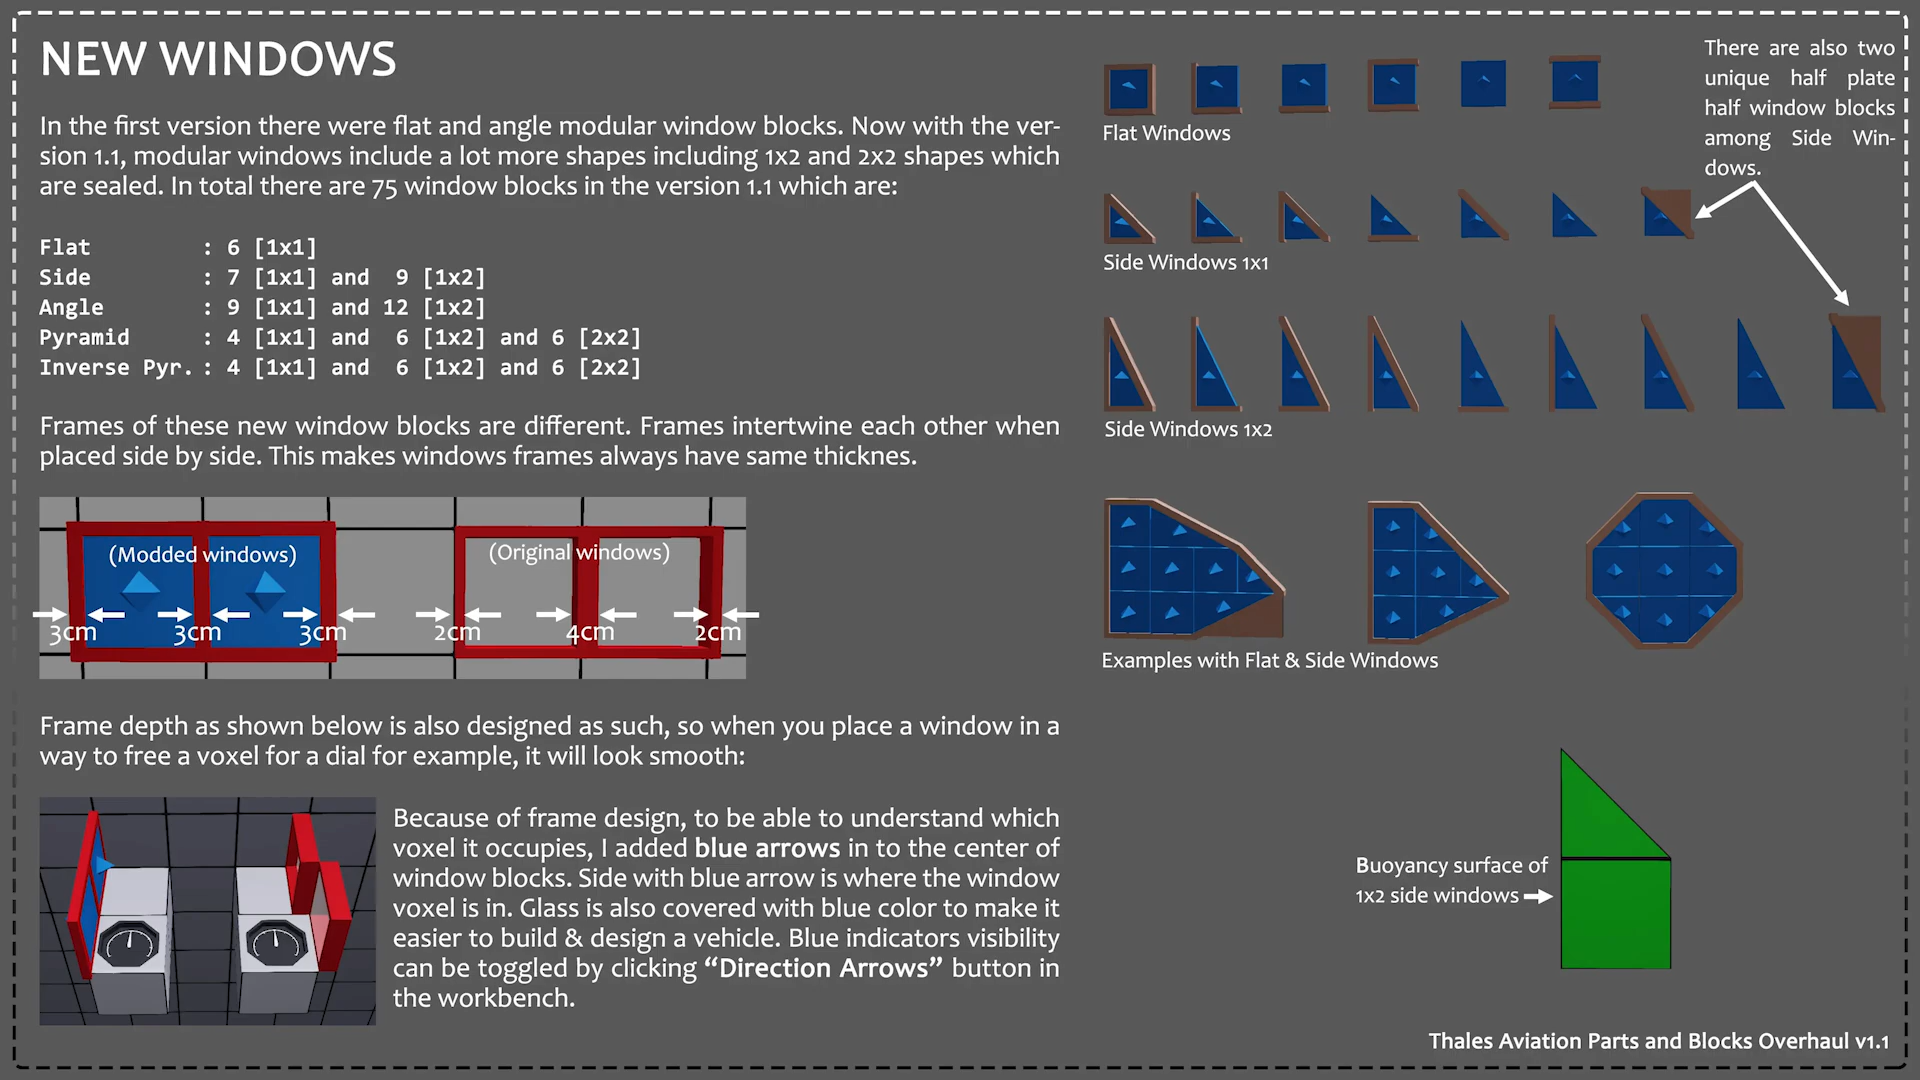 NEW WINDOWS
In the first version there were flat and angle modular window blocks. Now with the ver-
sion 1.1, modular windows include a lot more shapes including 1x2 and 2x2 shapes which
are sealed. In total there are 75 window blocks in the version 1.1 which are:
Flat : 6 [1x1]
Side : 7 [1x1] and 9 [1x2]
Angle : 9 [1x1] and 12 [1x2]
Pyramid : 4 [1x1] and 6 [1x2] and 6 [2x2]
Inverse Pyr. : 4 [1x1] and 6 [1x2] and 6 [2x2]
Frames of these new window blocks are different. Frames intertwine each other when
placed side by side. This makes windows frames always have same thicknes.
(Modded windows)
3cm 3cm 3cm
(Original windows)
2cm 4cm 2cm
Frame depth as shown below is also designed as such, so when you place a window in a
way to free a voxel for a dial for example, it will look smooth:
Because of frame design, to be able to understand which
voxel it occupies, I added blue arrows in to the center of
window blocks. Side with blue arrow is where the window
voxel is in. Glass is also covered with blue color to make it
easier to build & design a vehicle. Blue indicators visibility
can be toggled by clicking “Direction Arrows” button in
the workbench.
Flat Windows
There are also two
unique half plate
half window blocks
among Side Win-
dows.
Side Windows 1x1
Side Windows 1x2
Examples with Flat & Side Windows
Buoyancy surface of
1x2 side windows
Thales Aviation Parts and Blocks Overhaul v1.1